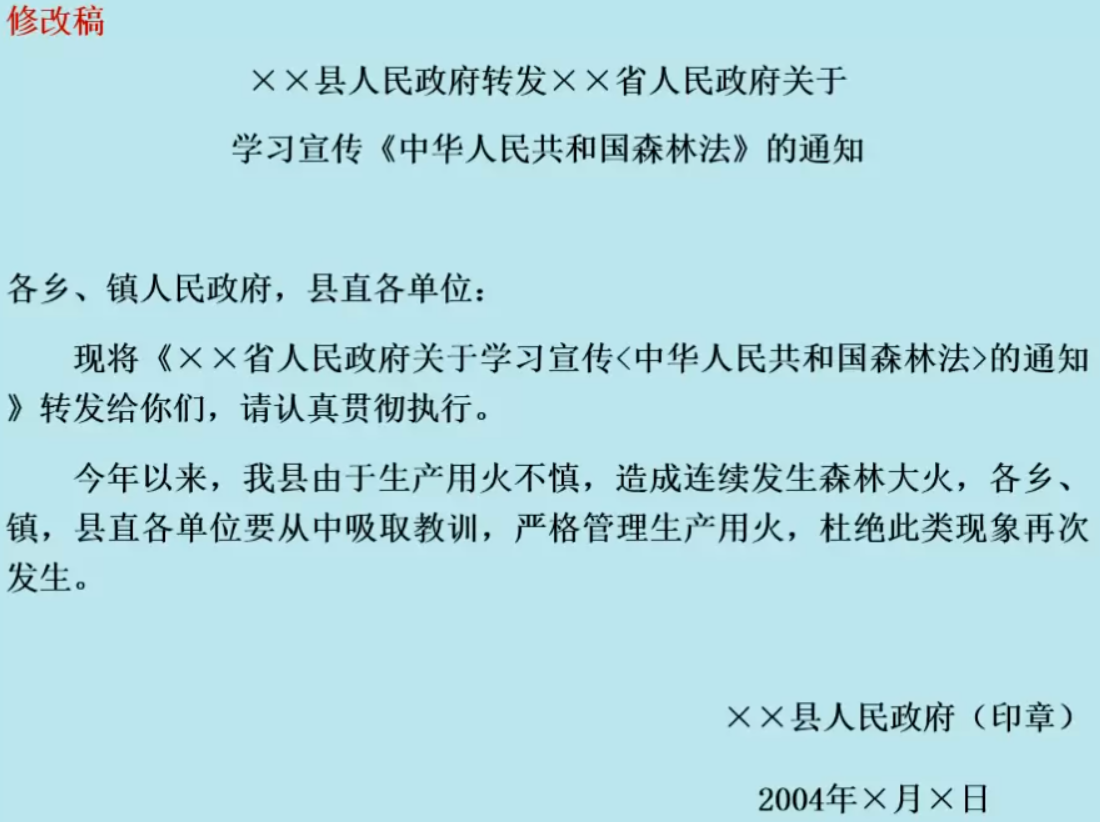 修改稿
××县人民政府转发××省人民政府关于
学习宣传《中华人民共和国森林法》的通知
各乡、镇人民政府，县直各单位：
现将《××省人民政府关于学习宣传<中华人民共和国森林法>的通知
》转发给你们，请认真贯彻执行。
今年以来，我县由于生产用火不慎，造成连续发生森林大火，各乡、
镇，县直各单位要从中吸取教训，严格管理生产用火，杜绝此类现象再次
发生。
××县人民政府（印章）
2004年×月×日